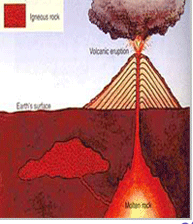 Igneous rock
Volcanic eruption
Earth's surface
Molten rock